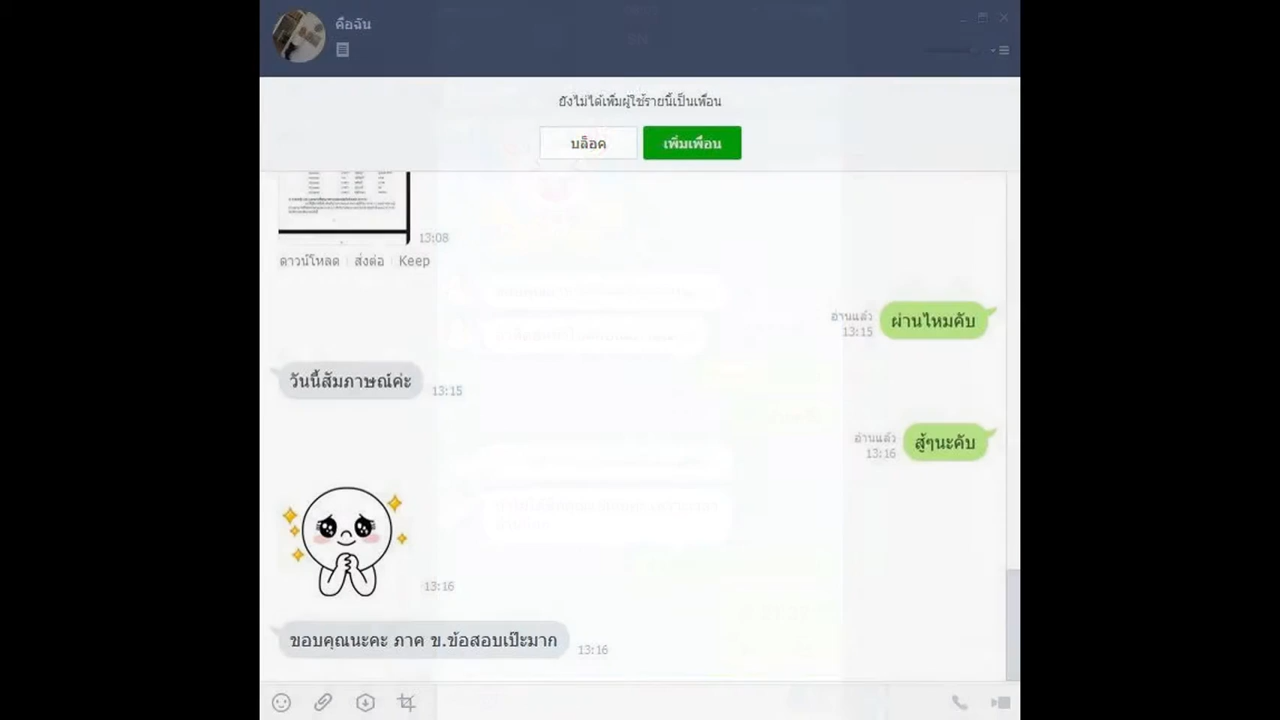 คือฉัน
ยังไม่ได้เพิ่มผู้ใช้รายนี้เป็นเพื่อน
บล็อค
เพิ่มเพื่อน
13:08
ดาวน์โหลด ส่งต่อ Keep
อ่านแล้ว
13:15
ผ่านไหมคับ
วันนี้สัมภาษณ์ค่ะ
13:15
อ่านแล้ว
13:16
สู้ๆนะคับ
13:16
ขอบคุณนะคะ ภาค ข.ข้อสอบเป๊ะมาก
13:16